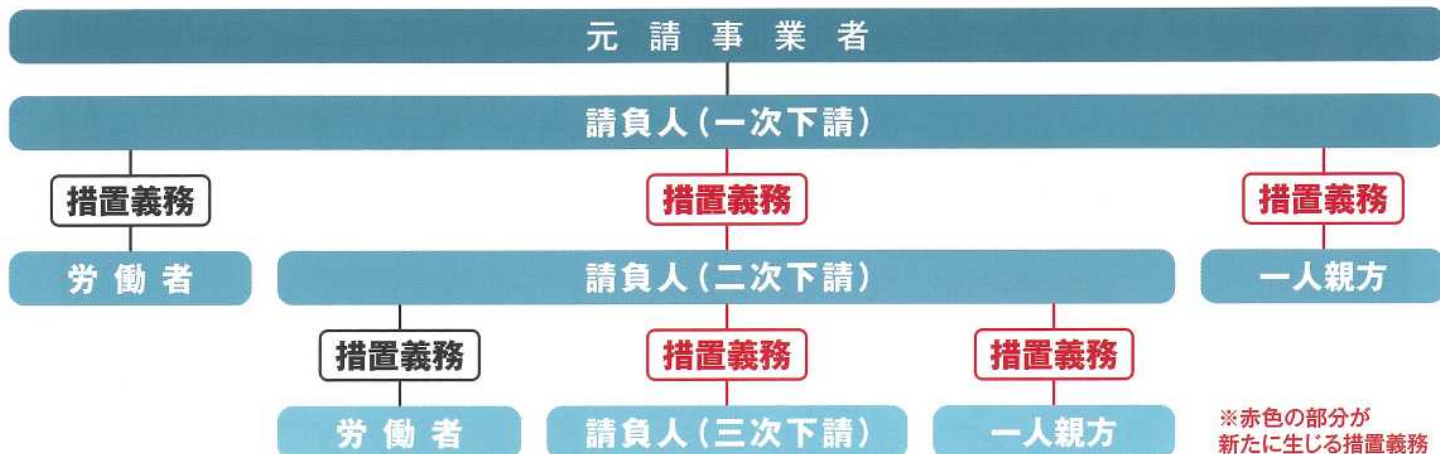 元請事業者
請負人(一次下請)
措置義務
措置義務
措置義務
労働者
請負人(二次下請)
一人親方
措置義務
措置義務
措置義務
労働者
請負人(三次下請)
一人親方
※赤色の部分が
新たに生じる措置義務